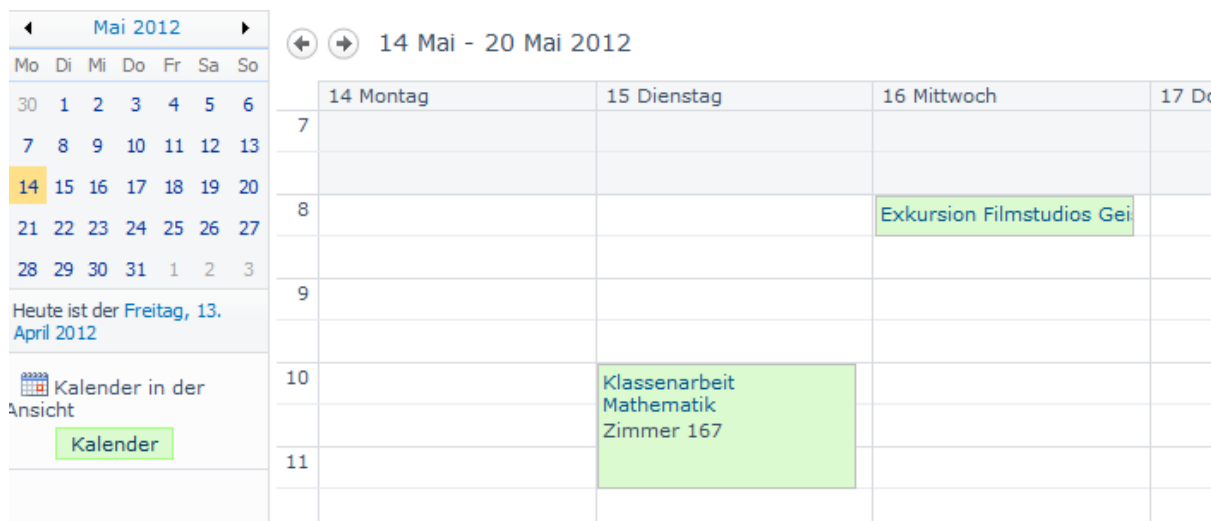 Mai 2012
Mo Di Mi Do Fr Sa So
30 1 2 3 4 5 6
7 8 9 10 11 12 13
14 15 16 17 18 19 20
21 22 23 24 25 26 27
28 29 30 31 1 2 3
Heute ist der Freitag, 13.
April 2012
Kalender in der
Ansicht
Kalender
14 Mai - 20 Mai 2012
14 Montag 15 Dienstag 16 Mittwoch 17
7
8
Exkursion Filmstudios
9
10
Klassenarbeit
Mathematik
Zimmer 167
11